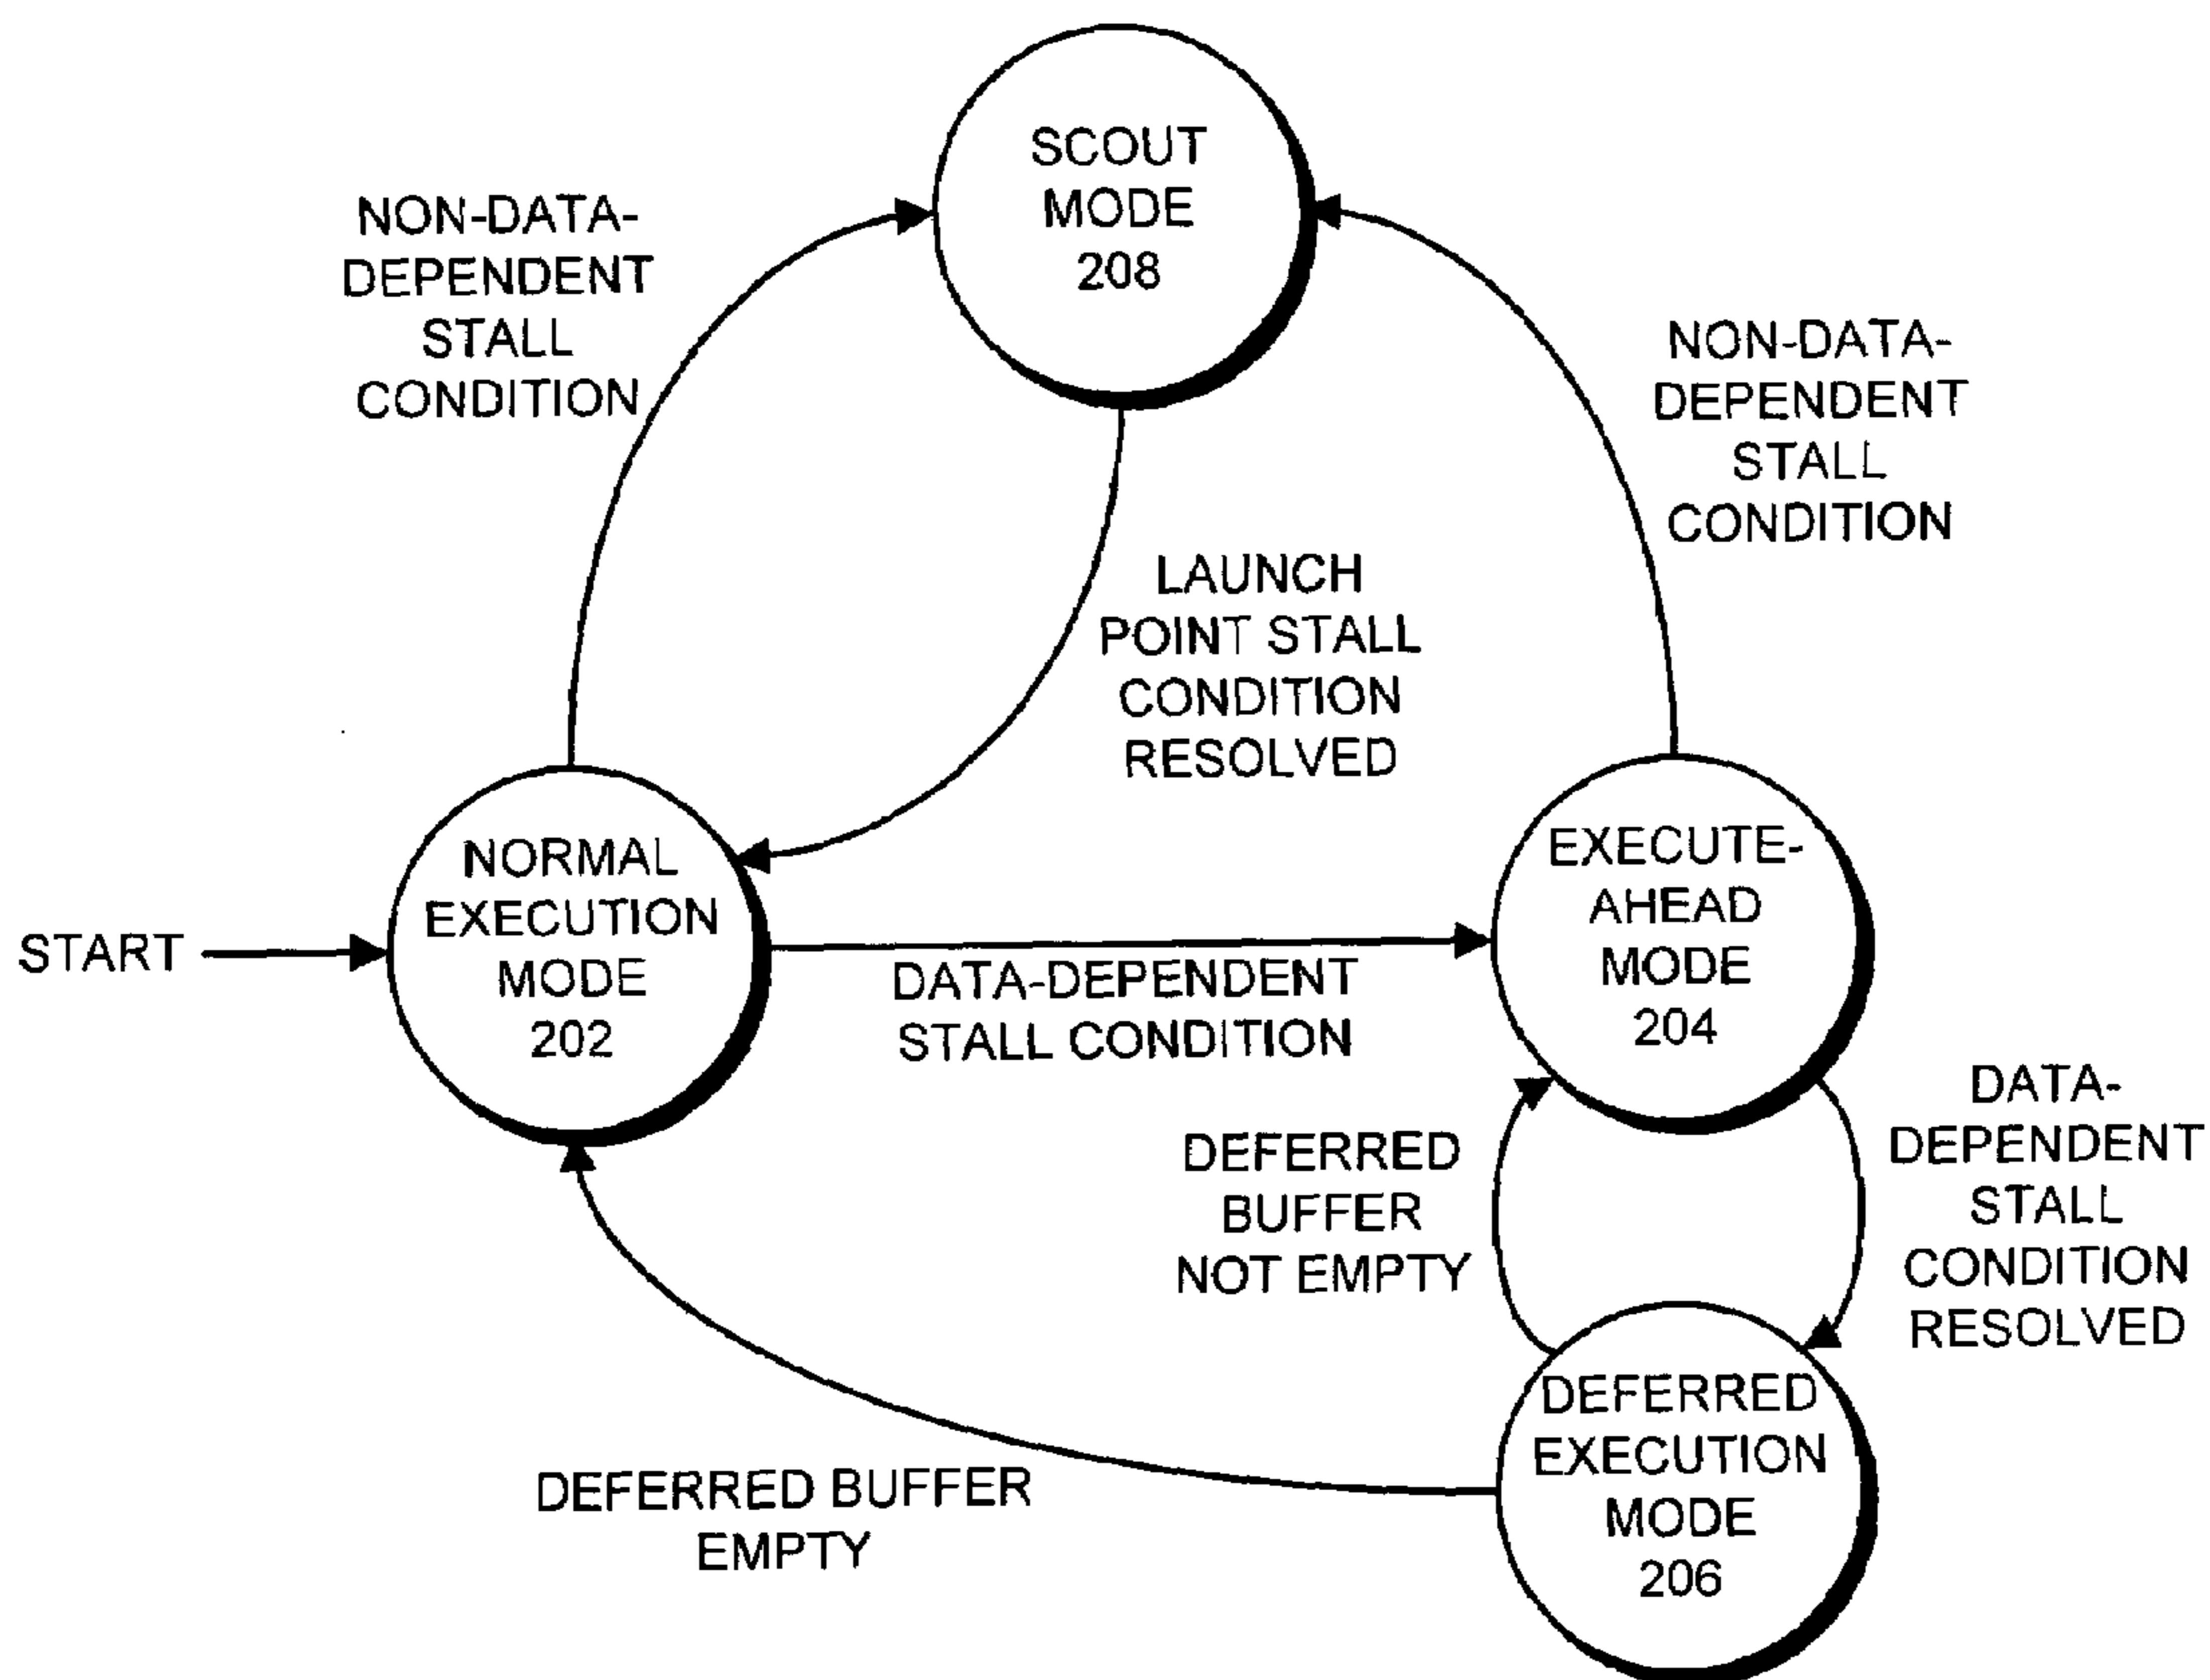 SCOUT
MODE
208
NON-DATA-
DEPENDENT
STALL
CONDITION
NON-DATA-
DEPENDENT
STALL
CONDITION
LAUNCH
POINT STALL
CONDITION
RESOLVED
START
NORMAL
EXECUTION
MODE
202
DATA-DEPENDENT
STALL CONDITION
EXECUTE-
AHEAD
MODE
204
DEFERRED
BUFFER
NOT EMPTY
DATA-
DEPENDENT
STALL
CONDITION
RESOLVED
DEFERRED
EXECUTION
MODE
206
DEFERRED BUFFER
EMPTY